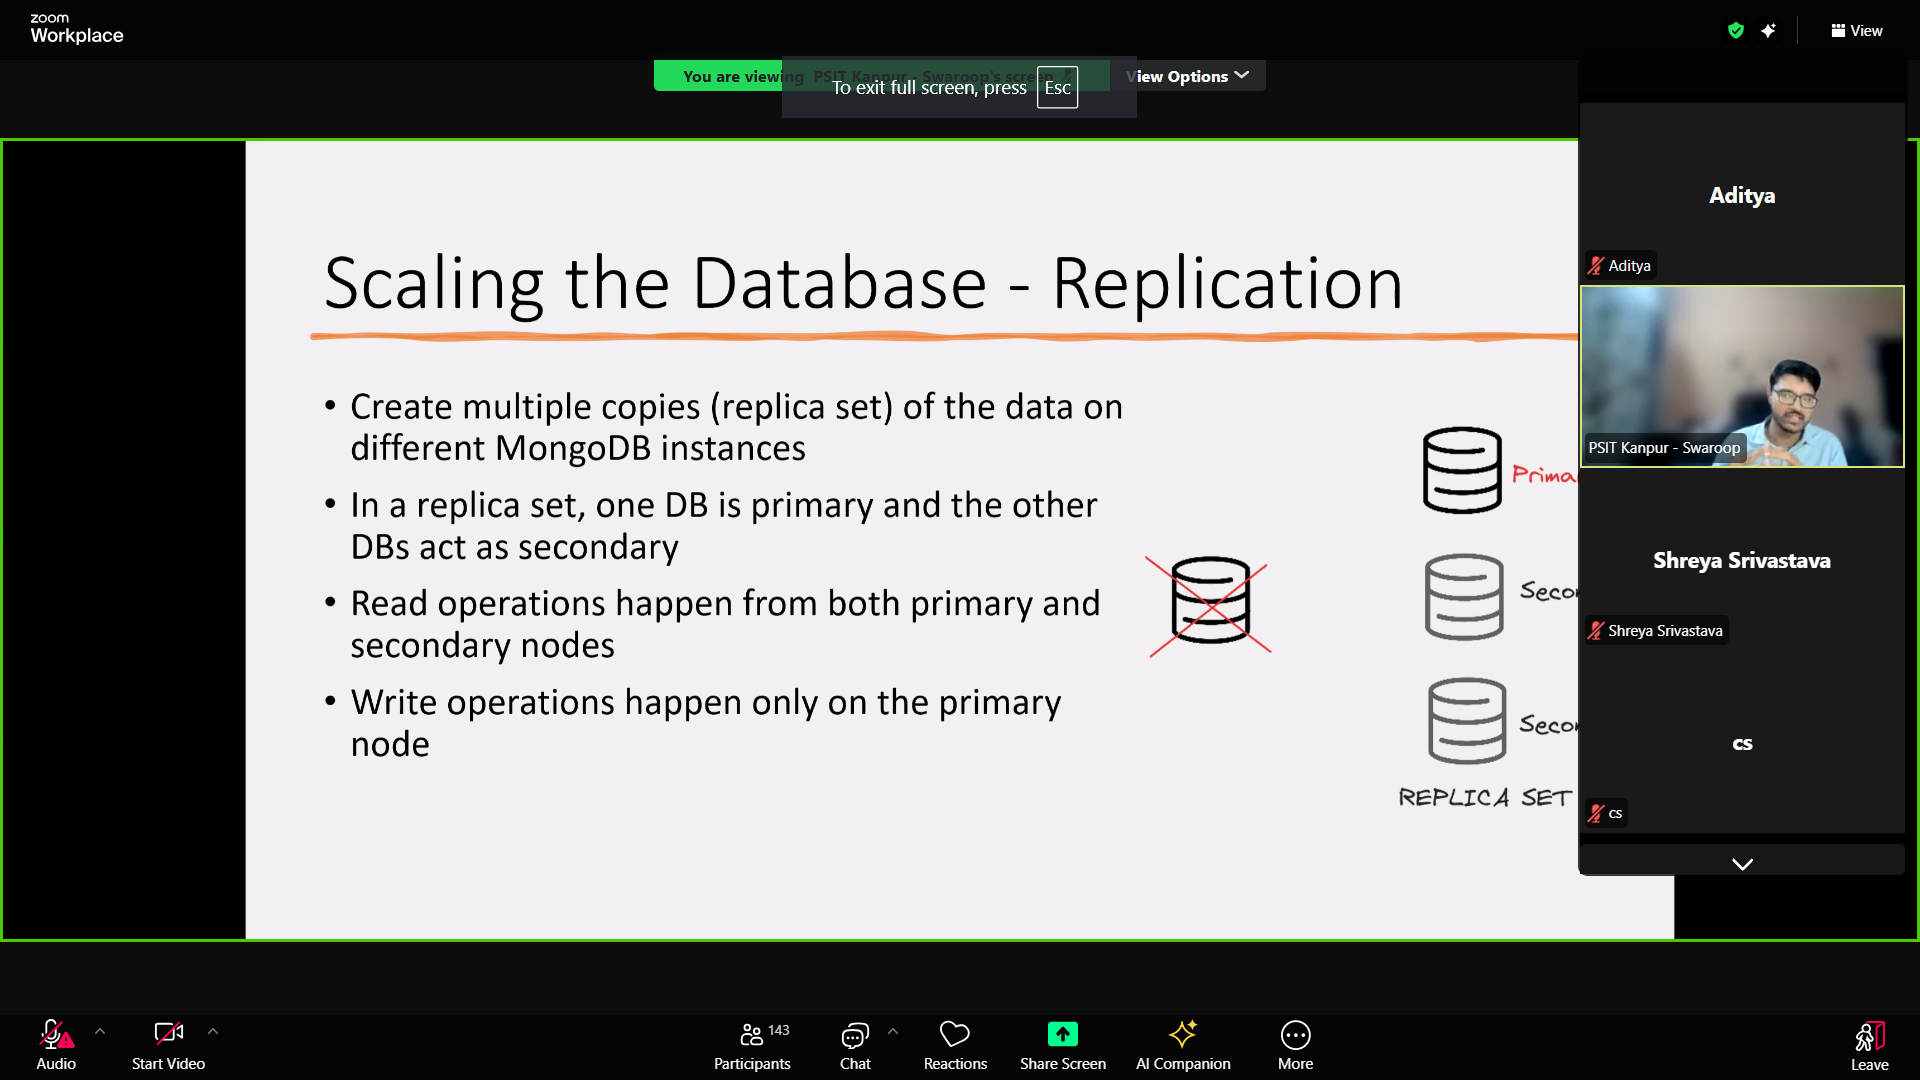 zoom
Workplace
View
You are viewing PSIT Kanpur - Swaroop's screen
To exit full screen, press Esc
View Options
Scaling the Database - Replication
• Create multiple copies (replica set) of the data on
different MongoDB instances
• In a replica set, one DB is primary and the other
DBs act as secondary
• Read operations happen from both primary and
secondary nodes
• Write operations happen only on the primary
node
Prima
Secon
Secon
REPLICA SET
Aditya
Aditya
PSIT Kanpur - Swaroop
Shreya Srivastava
Shreya Srivastava
cs
cs
Audio
Start Video
143
Participants
Chat
Reactions
Share Screen
AI Companion
More
Leave